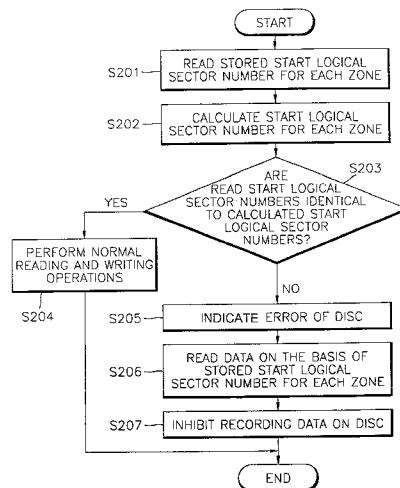 START
S201
READ STORED START LOGICAL
SECTOR NUMBER FOR EACH ZONE
S202
CALCULATE START LOGICAL
SECTOR NUMBER FOR EACH ZONE
S203
ARE
READ START LOGICAL
SECTOR NUMBERS IDENTICAL
TO CALCULATED START
LOGICAL SECTOR
NUMBERS?
YES
PERFORM NORMAL
READING AND WRITING
OPERATIONS
S204
NO
S205
INDICATE ERROR OF DISC
S206
READ DATA ON THE BASIS OF
STORED START LOGICAL
SECTOR NUMBER FOR EACH ZONE
S207
INHIBIT RECORDING DATA ON DISC
END